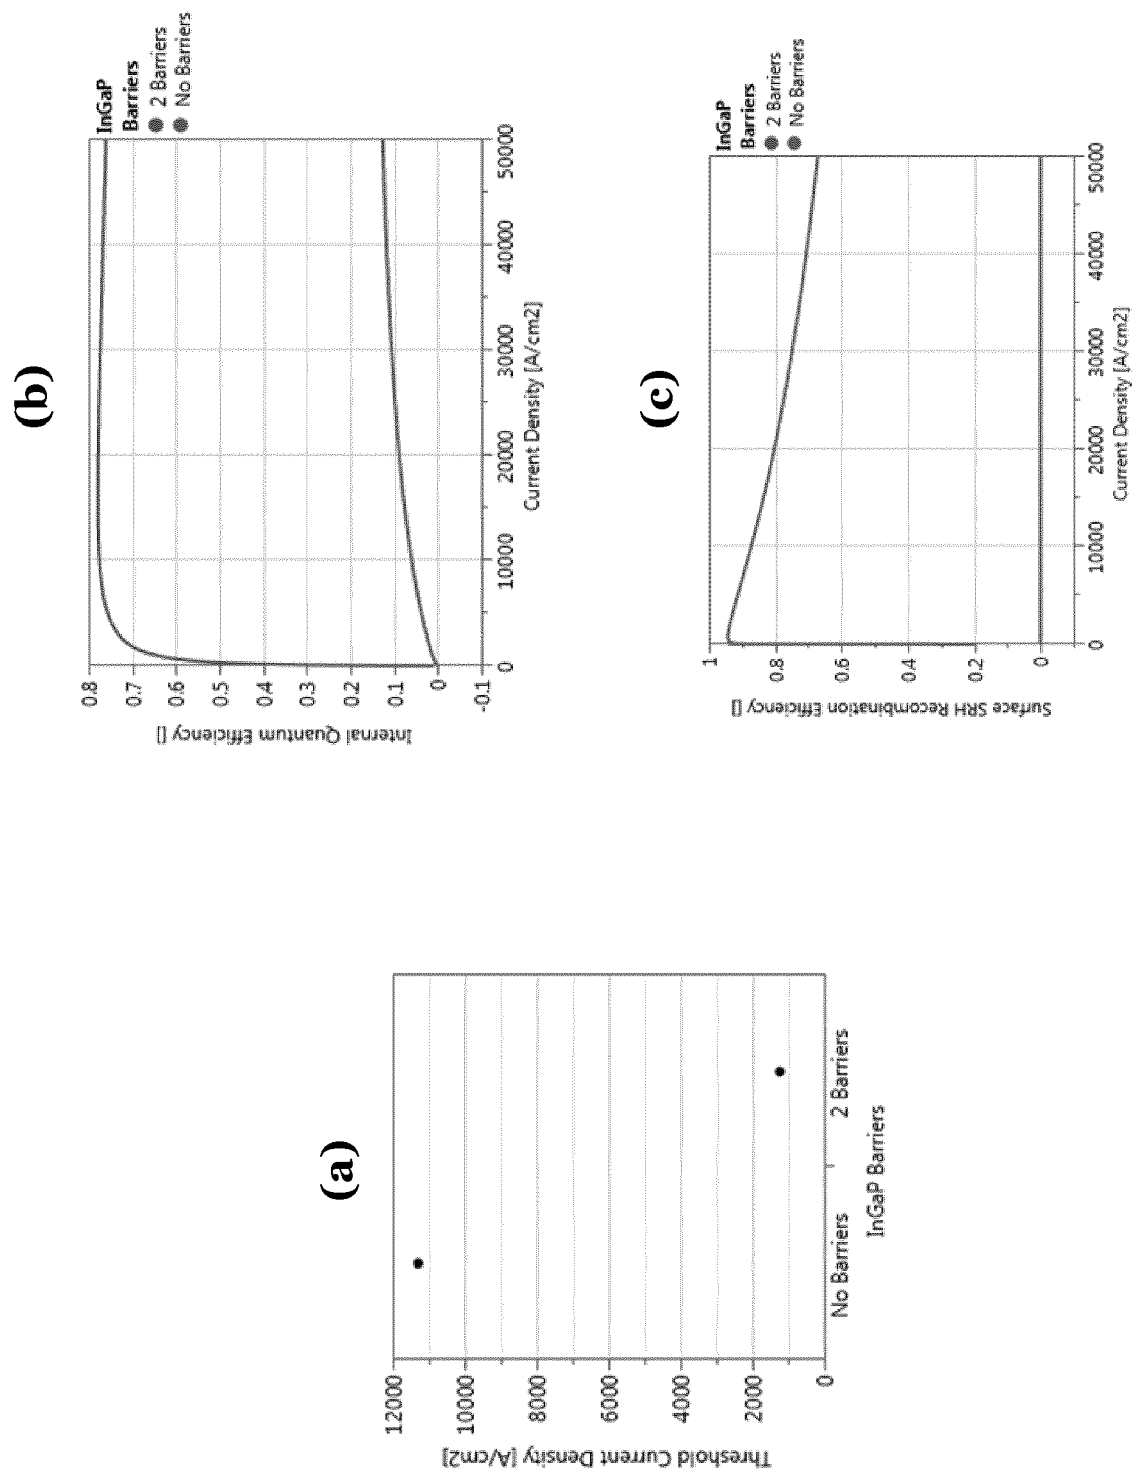 (a)
Threshold Current Density [A/cm2]
12000
10000
8000
6000
4000
2000
0
No Barriers
2 Barriers
InGaP Barriers
(b)
Internal Quantum Efficiency []
0.8
0.7
0.6
0.5
0.4
0.3
0.2
0.1
0
-0.1
0
10000
20000
30000
40000
50000
Current Density [A/cm2]
InGaP
Barriers
2 Barriers
No Barriers
(c)
Surface SRH Recombination Efficiency []
1
0.8
0.6
0.4
0.2
0
0
10000
20000
30000
40000
50000
Current Density [A/cm2]
InGaP
Barriers
2 Barriers
No Barriers